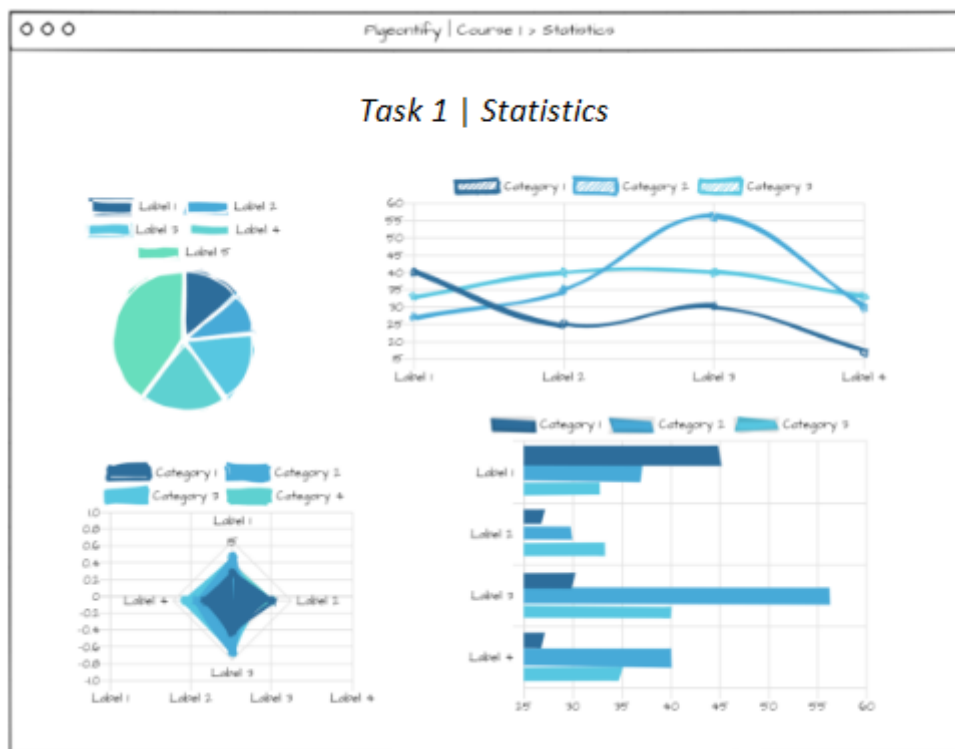 Pigeontify | Course 1 > Statistics
Task 1 | Statistics
Label 1 Label 2
Label 3 Label 4
Label 5
Category 1 Category 2 Category 3
60
55
50
45
40
35
30
25
20
15
Label 1 Label 2 Label 3 Label 4
Category 1 Category 2
Category 3 Category 4
1.0
0.8
0.6
0.4
0.2
0
-0.2
-0.4
-0.6
-0.8
-1.0
Label 1
15
Label 4 Label 2
Label 3
Label 1 Label 2 Label 3 Label 4
Category 1 Category 2 Category 3
Label 1
Label 2
Label 3
Label 4
25 30 35 40 45 50 55 60